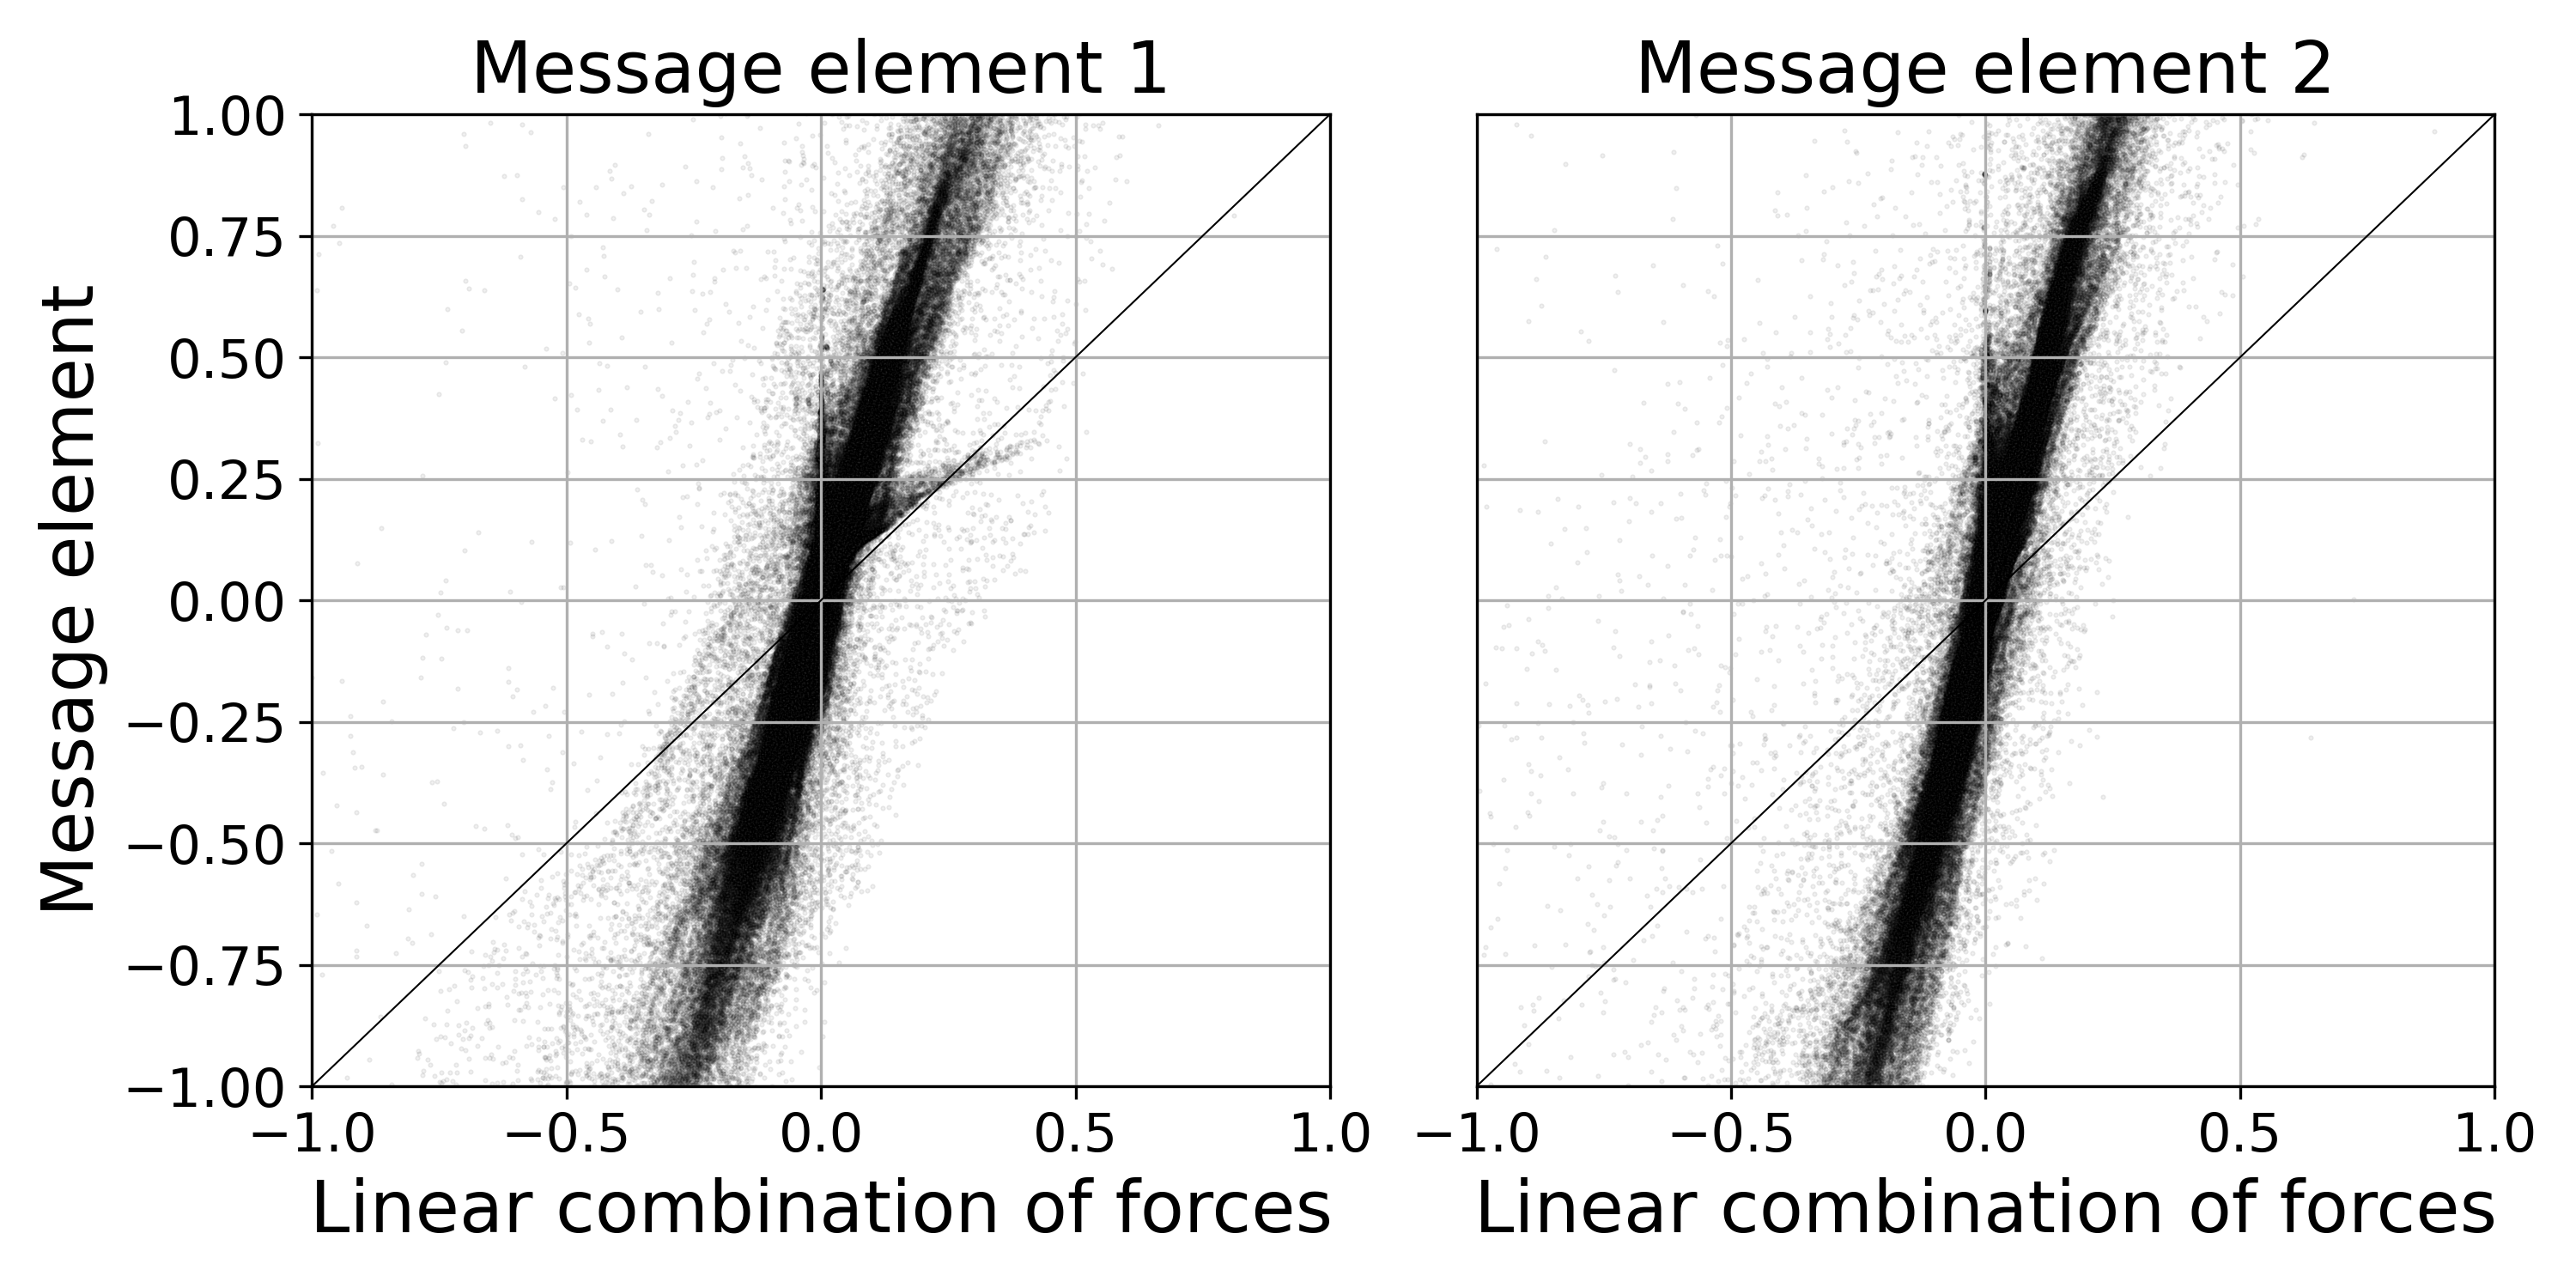 Message element 1
Message element 2
Message element
1.00
0.75
0.50
0.25
0.00
−0.25
−0.50
−0.75
−1.00
−1.0 −0.5 0.0 0.5 1.0
−1.0 −0.5 0.0 0.5 1.0
Linear combination of forces
Linear combination of forces